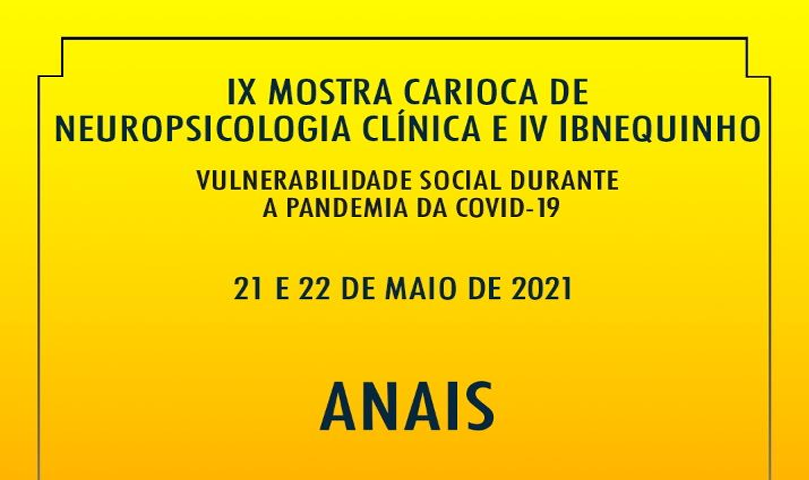 IX MOSTRA CARIOCA DE
NEUROPSICOLOGIA CLÍNICA E IV IBNEQUINHO
VULNERABILIDADE SOCIAL DURANTE
A PANDEMIA DA COVID-19
21 E 22 DE MAIO DE 2021
ANAIS